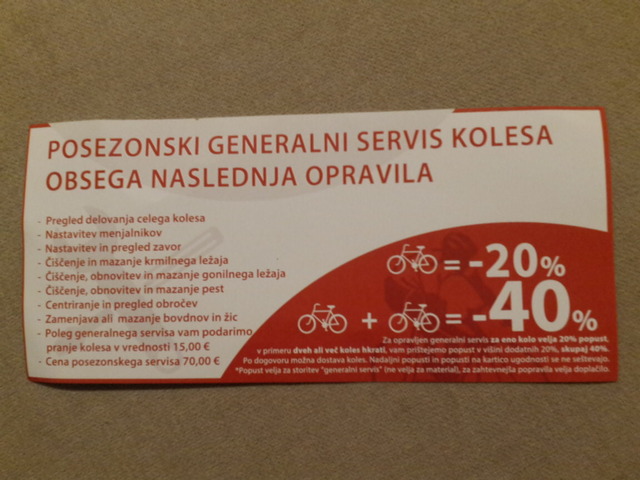 POSEZONSKI GENERALNI SERVIS KOLESA
OBSEGA NASLEDNJA OPRAVILA
- Pregled delovanja celega kolesa
- Nastavitev menjalnikov
- Nastavitev in pregled zavor
- Čiščenje in mazanje krmilnega ležaja
- Čiščenje, obnovitev in mazanje gonilnega ležaja
- Čiščenje, obnovitev in mazanje pest
- Centriranje in pregled obročev
- Zamenjava ali mazanje bovdnov in žic
- Poleg generalnega servisa vam podarimo
pranje kolesa v vrednosti 15,00 €
- Cena posezonskega servisa 70,00 €
= -20%
+ = -40%
Za opravljen generalni servis za eno kolo velja 20% popust,
v primeru dveh ali več koles hkrati, vam prištejemo popust v višini dodatnih 20%, skupaj 40%.
Po dogovoru možna dostava koles. Nadaljni popusti in popusti na kartico ugodnosti se ne seštevajo.
*Popust velja za storitev "generalni servis" (ne velja za material), za zahtevnejša popravila velja doplačilo.